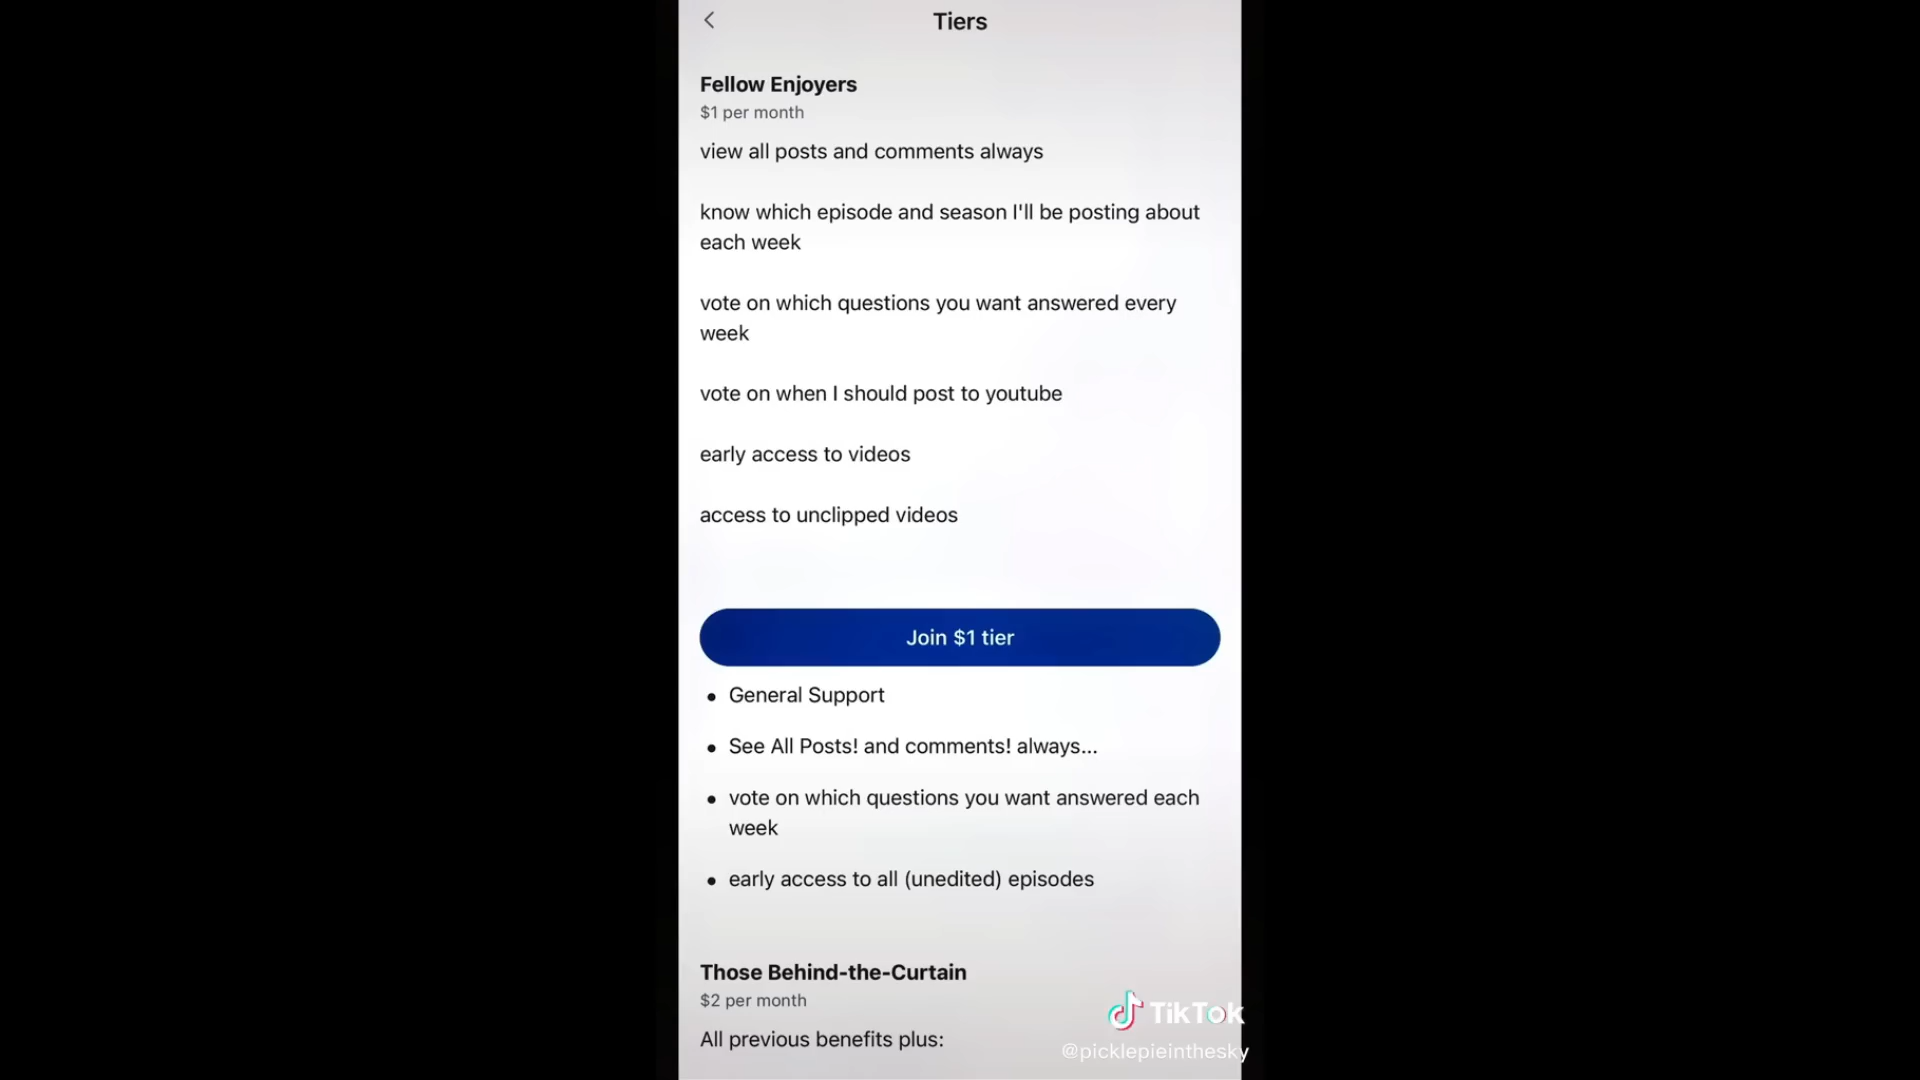 Tiers
Fellow Enjoyers
$1 per month
view all posts and comments always
know which episode and season I'll be posting about
each week
vote on which questions you want answered every
week
vote on when I should post to youtube
early access to videos
access to unclipped videos
Join $1 tier
• General Support
• See All Posts! and comments! always...
• vote on which questions you want answered each
week
• early access to all (unedited) episodes
Those Behind-the-Curtain
$2 per month
All previous benefits plus:
TikTok
@picklepieinthesky